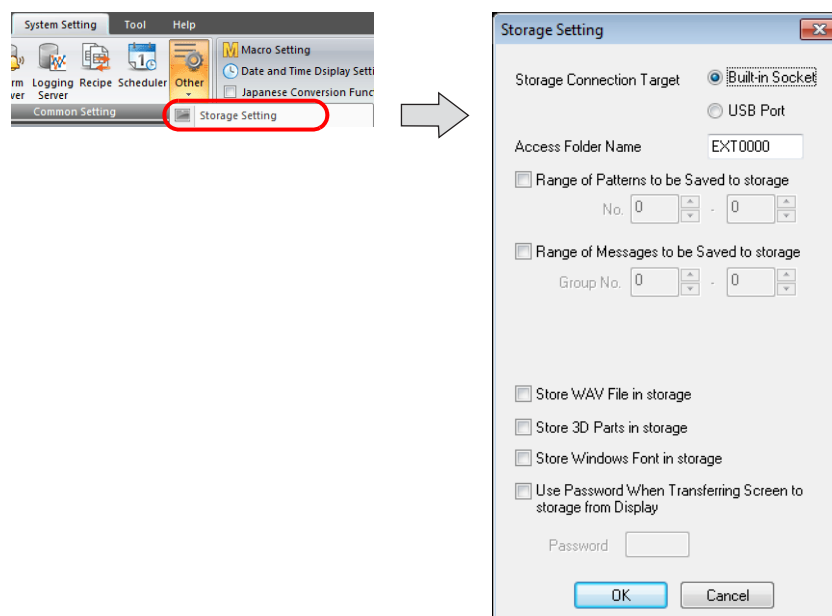 System Setting Tool Help
Macro Setting
Date and Time Dsiplay Setti
Japanese Conversion Func
rm Logging Recipe Scheduler Other
ver Server
Common Setting
Storage Setting
Storage Setting
Storage Connection Target
Built-in Socket
USB Port
Access Folder Name EXT0000
Range of Patterns to be Saved to storage
No. 0 - 0
Range of Messages to be Saved to storage
Group No. 0 - 0
Store WAV File in storage
Store 3D Parts in storage
Store Windows Font in storage
Use Password When Transferring Screen to
storage from Display
Password
OK Cancel